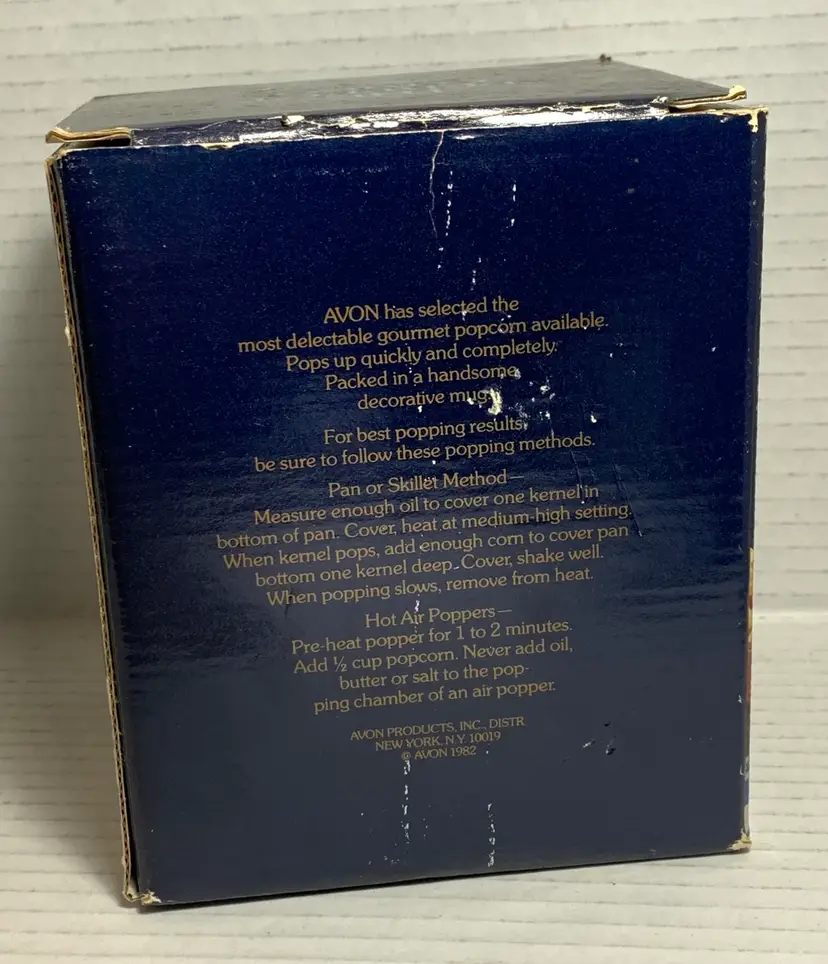 AVON has selected the
most delectable gourmet popcorn available.
Pops up quickly and completely.
Packed in a handsome
decorative mug.
For best popping results,
be sure to follow these popping methods.
Pan or Skillet Method—
Measure enough oil to cover one kernel in
bottom of pan. Cover, heat at medium-high setting.
When kernel pops, add enough corn to cover pan
bottom one kernel deep. Cover, shake well.
When popping slows, remove from heat.
Hot Air Poppers—
Pre-heat popper for 1 to 2 minutes.
Add ½ cup popcorn. Never add oil,
butter or salt to the pop-
ping chamber of an air popper.
AVON PRODUCTS, INC., DISTR
NEW YORK, N.Y. 10019
© AVON 1982